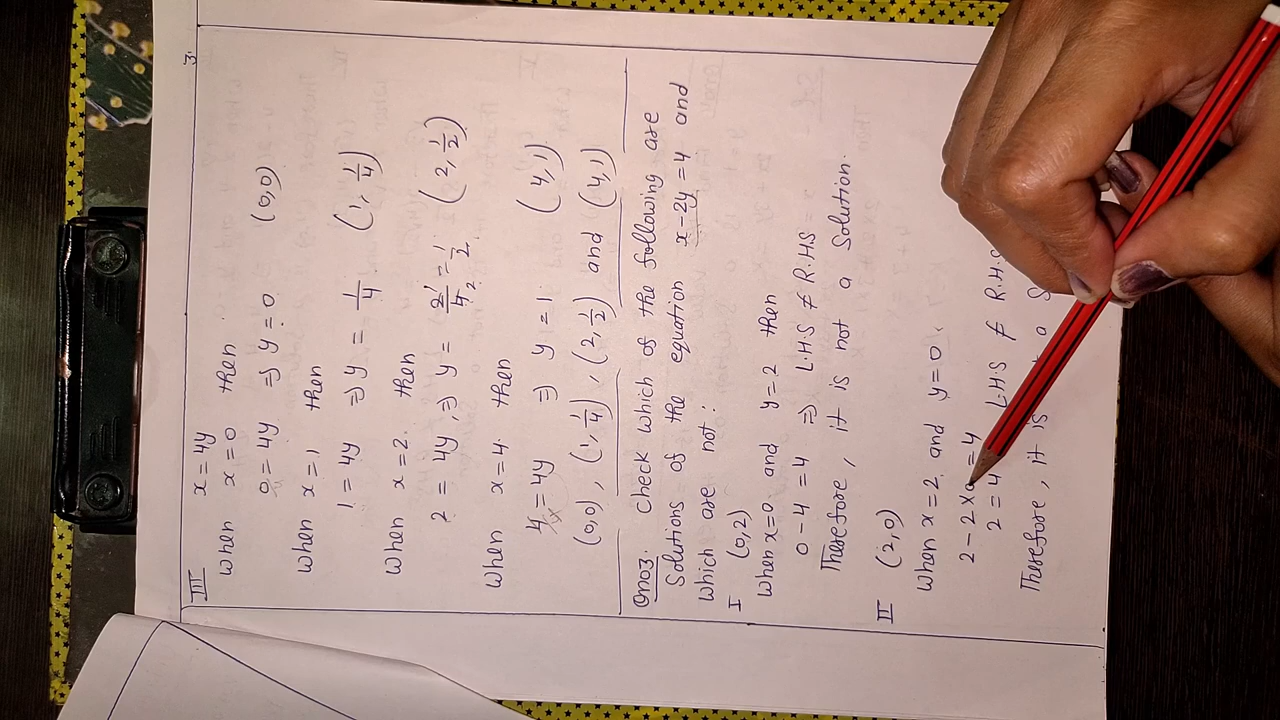 3.
III x = 4y
When x = 0 then
0 = 4y ⇒ y = 0 (0,0)
When x = 1 then
1 = 4y ⇒ y = 1/4 (1, 1/4)
When x = 2 then
2 = 4y, ⇒ y = 2/4 = 1/2 (2, 1/2)
When x = 4 then
4 = 4y ⇒ y = 1 (4,1)
(0,0), (1, 1/4), (2, 1/2) and (4,1)
Qno3. Check which of the following are
Solutions of the equation x - 2y = 4 and
which are not:
I (0,2)
When x=0 and y=2 then
0 - 4 = 4 ⇒ L.H.S ≠ R.H.S
Therefore, it is not a Solution.
II (2,0)
When x = 2 and y = 0
2 - 2 × = 4
2 = 4 L.H.S ≠ R.H.S
Therefore, it is a